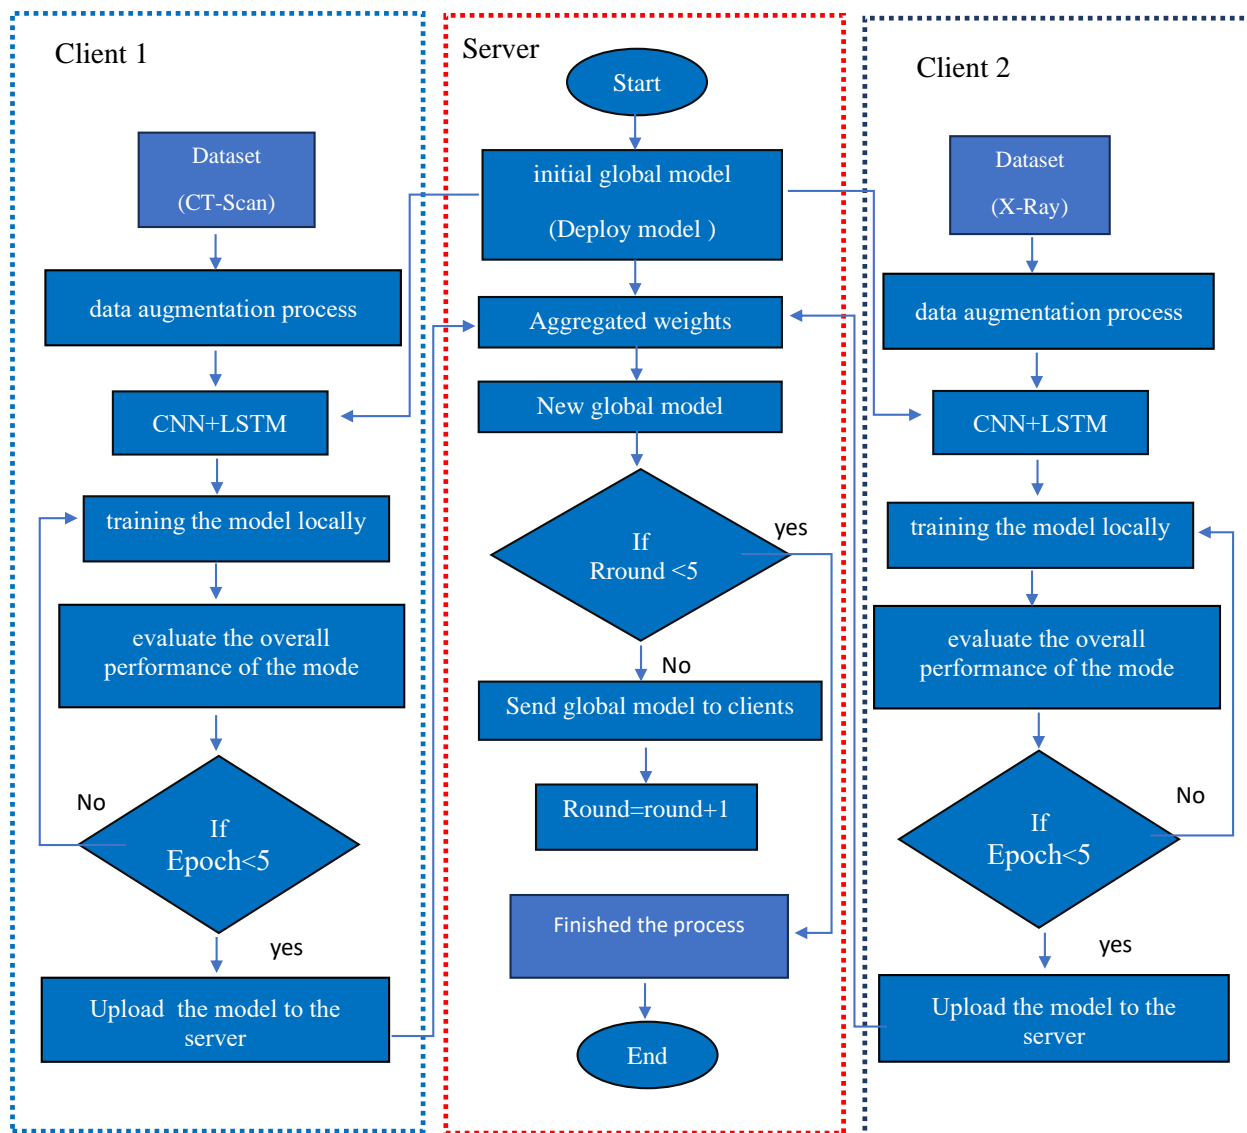 Client 1
Dataset
(CT-Scan)
data augmentation process
CNN+LSTM
training the model locally
evaluate the overall
performance of the mode
No
If
Epoch<5
yes
Upload the model to the
server
Server
Start
initial global model
(Deploy model )
Aggregated weights
New global model
yes
If
Rround <5
No
Send global model to clients
Round=round+1
Finished the process
End
Client 2
Dataset
(X-Ray)
data augmentation process
CNN+LSTM
training the model locally
evaluate the overall
performance of the mode
No
If
Epoch<5
yes
Upload the model to the
server